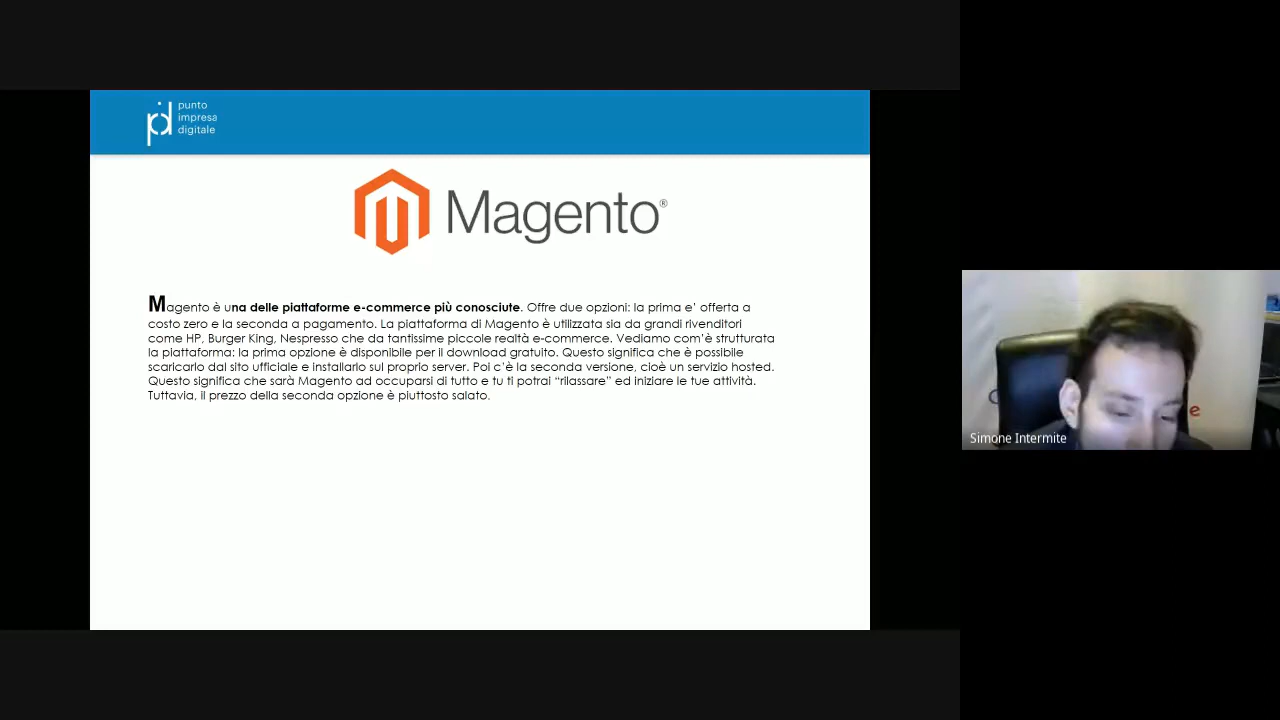 punto
impresa
digitale
Magento®
Magento è una delle piattaforme e-commerce più conosciute. Offre due opzioni: la prima e’ offerta a
costo zero e la seconda a pagamento. La piattaforma di Magento è utilizzata sia da grandi rivenditori
come HP, Burger King, Nespresso che da tantissime piccole realtà e-commerce. Vediamo com’è strutturata
la piattaforma: la prima opzione è disponibile per il download gratuito. Questo significa che è possibile
scaricarlo dal sito ufficiale e installarlo sul proprio server. Poi c’è la seconda versione, cioè un servizio hosted.
Questo significa che sarà Magento ad occuparsi di tutto e tu ti potrai “rilassare” ed iniziare le tue attività.
Tuttavia, il prezzo della seconda opzione è piuttosto salato.
Simone Intermite